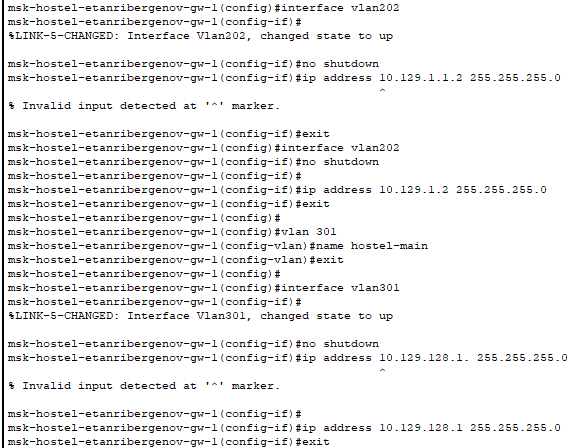 msk-hostel-etanribergenov-gw-1(config)#interface vlan202
msk-hostel-etanribergenov-gw-1(config-if)#
%LINK-5-CHANGED: Interface Vlan202, changed state to up
msk-hostel-etanribergenov-gw-1(config-if)#no shutdown
msk-hostel-etanribergenov-gw-1(config-if)#ip address 10.129.1.1.2 255.255.255.0
^
% Invalid input detected at '^' marker.
msk-hostel-etanribergenov-gw-1(config-if)#exit
msk-hostel-etanribergenov-gw-1(config)#interface vlan202
msk-hostel-etanribergenov-gw-1(config-if)#no shutdown
msk-hostel-etanribergenov-gw-1(config-if)#
msk-hostel-etanribergenov-gw-1(config-if)#ip address 10.129.1.2 255.255.255.0
msk-hostel-etanribergenov-gw-1(config-if)#exit
msk-hostel-etanribergenov-gw-1(config)#
msk-hostel-etanribergenov-gw-1(config)#vlan 301
msk-hostel-etanribergenov-gw-1(config-vlan)#name hostel-main
msk-hostel-etanribergenov-gw-1(config-vlan)#exit
msk-hostel-etanribergenov-gw-1(config)#
msk-hostel-etanribergenov-gw-1(config)#interface vlan301
msk-hostel-etanribergenov-gw-1(config-if)#
%LINK-5-CHANGED: Interface Vlan301, changed state to up
msk-hostel-etanribergenov-gw-1(config-if)#no shutdown
msk-hostel-etanribergenov-gw-1(config-if)#ip address 10.129.128.1. 255.255.255.0
^
% Invalid input detected at '^' marker.
msk-hostel-etanribergenov-gw-1(config-if)#
msk-hostel-etanribergenov-gw-1(config-if)#ip address 10.129.128.1 255.255.255.0
msk-hostel-etanribergenov-gw-1(config-if)#exit